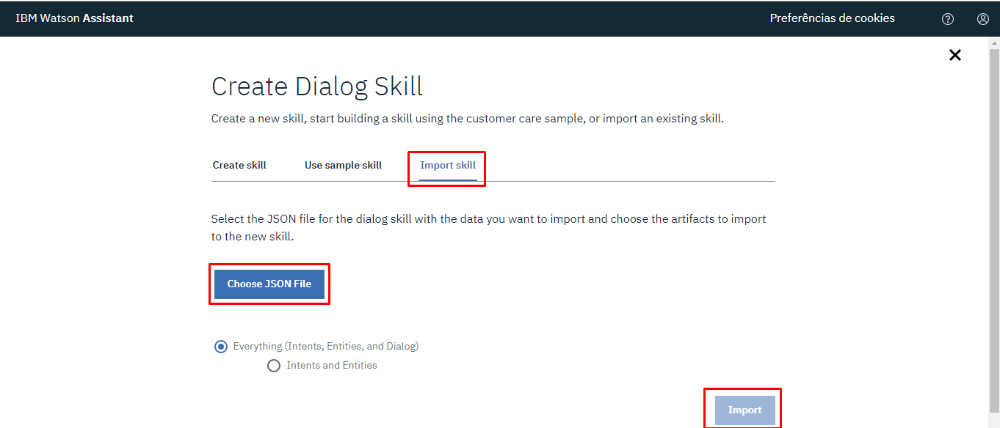 IBM Watson Assistant
Preferências de cookies
Create Dialog Skill
Create a new skill, start building a skill using the customer care sample, or import an existing skill.
Create skill
Use sample skill
Import skill
Select the JSON file for the dialog skill with the data you want to import and choose the artifacts to import
to the new skill.
Choose JSON File
Everything (Intents, Entities, and Dialog)
Intents and Entities
Import